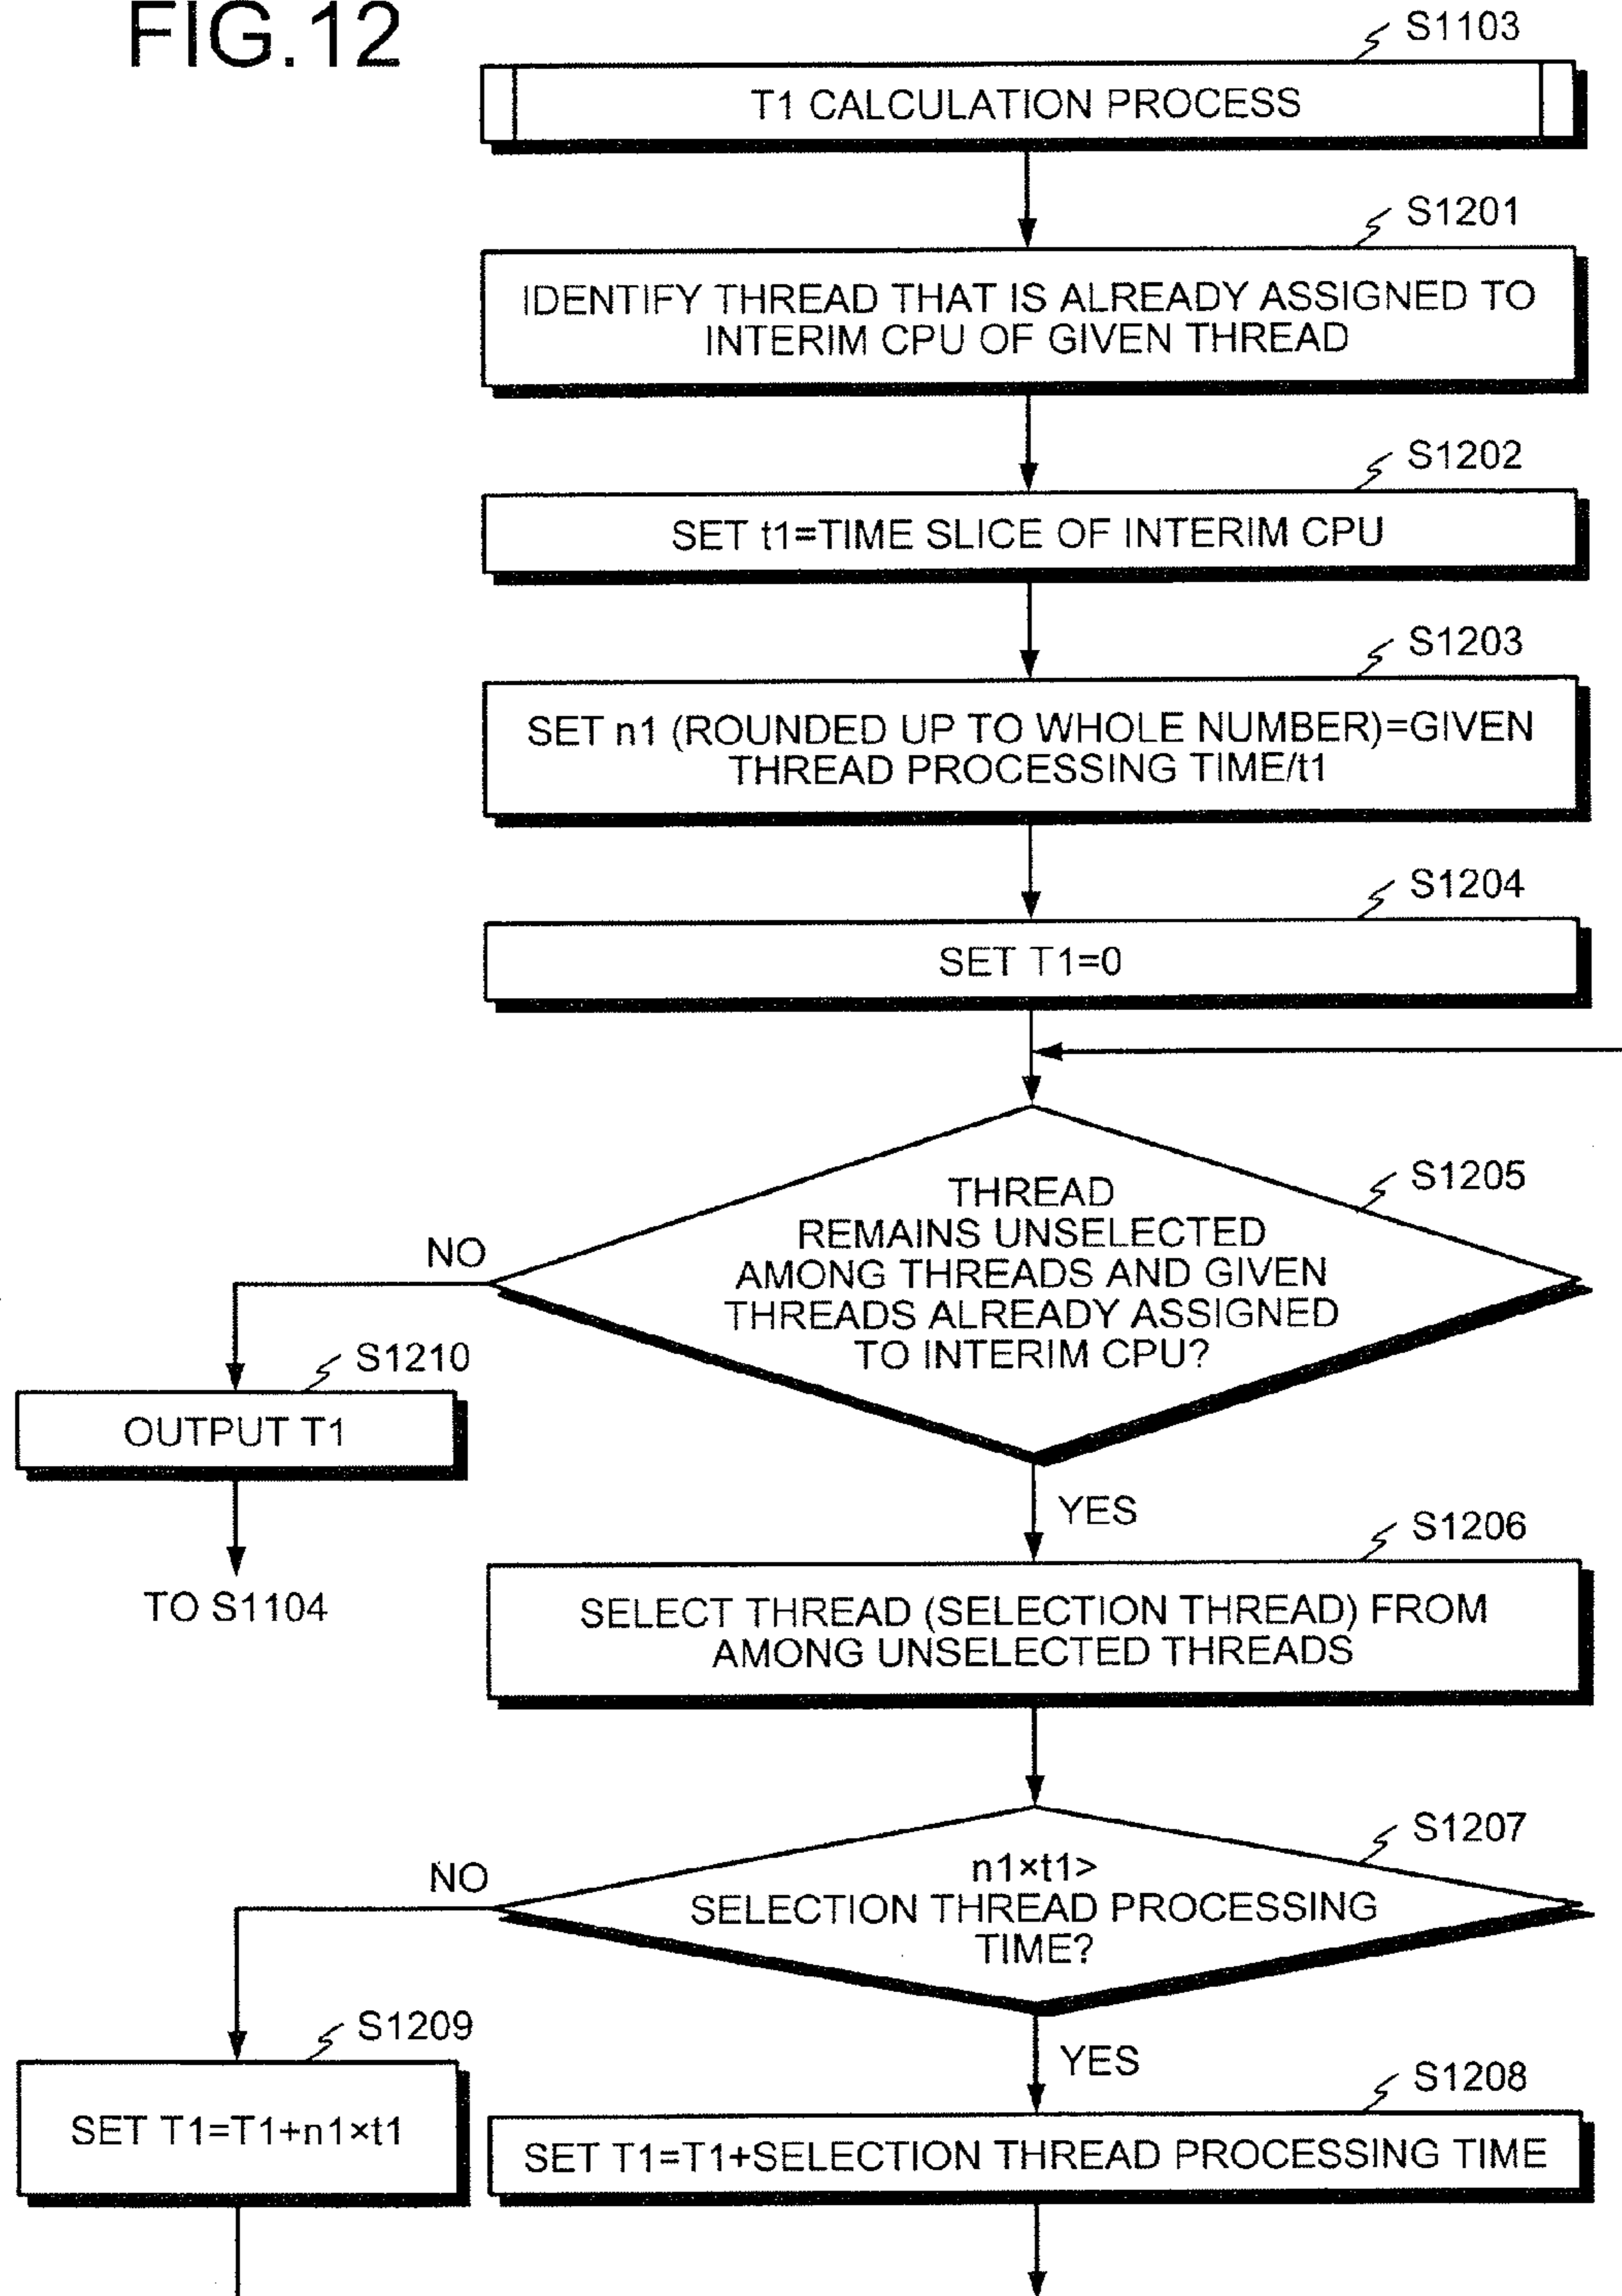 FIG.12
S1103
T1 CALCULATION PROCESS
S1201
IDENTIFY THREAD THAT IS ALREADY ASSIGNED TO
INTERIM CPU OF GIVEN THREAD
S1202
SET t1=TIME SLICE OF INTERIM CPU
S1203
SET n1 (ROUNDED UP TO WHOLE NUMBER)=GIVEN
THREAD PROCESSING TIME/t1
S1204
SET T1=0
S1205
THREAD
REMAINS UNSELECTED
AMONG THREADS AND GIVEN
THREADS ALREADY ASSIGNED
TO INTERIM CPU?
NO
S1210
OUTPUT T1
TO S1104
YES
S1206
SELECT THREAD (SELECTION THREAD) FROM
AMONG UNSELECTED THREADS
S1207
n1×t1>
SELECTION THREAD PROCESSING
TIME?
NO
S1209
SET T1=T1+n1×t1
YES
S1208
SET T1=T1+SELECTION THREAD PROCESSING TIME